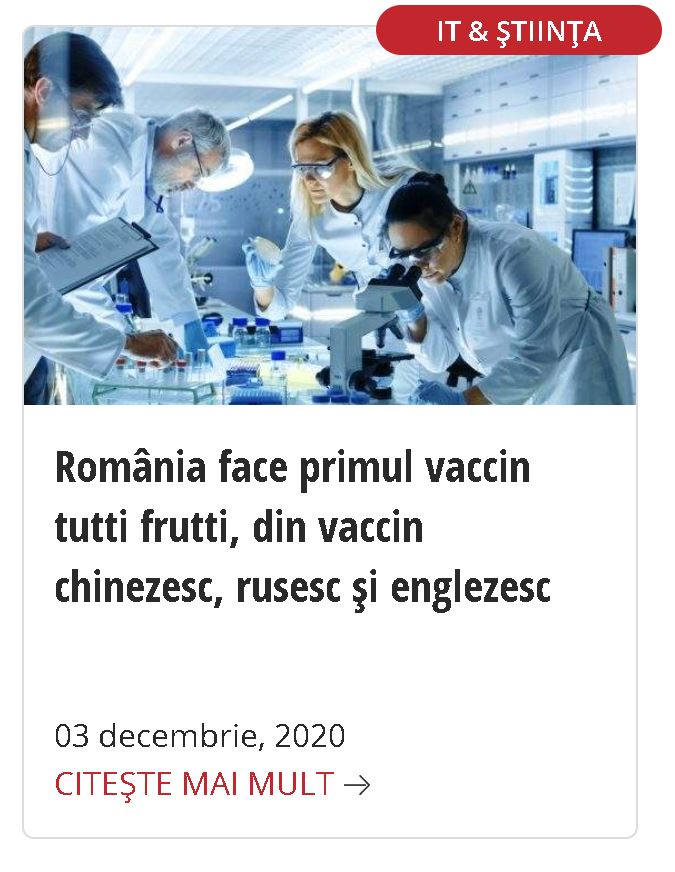 IT & ŞTIINŢA
România face primul vaccin
tutti frutti, din vaccin
chinezesc, rusesc şi englezesc
03 decembrie, 2020
CITEŞTE MAI MULT →